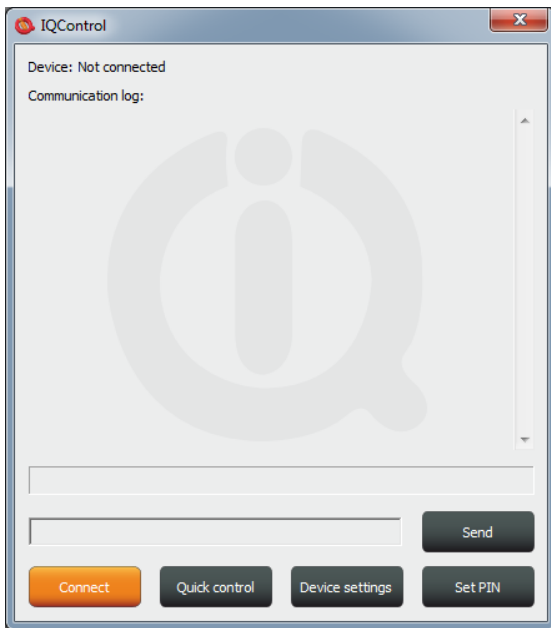 IQControl
Device: Not connected
Communication log:
Send
Connect
Quick control
Device settings
Set PIN